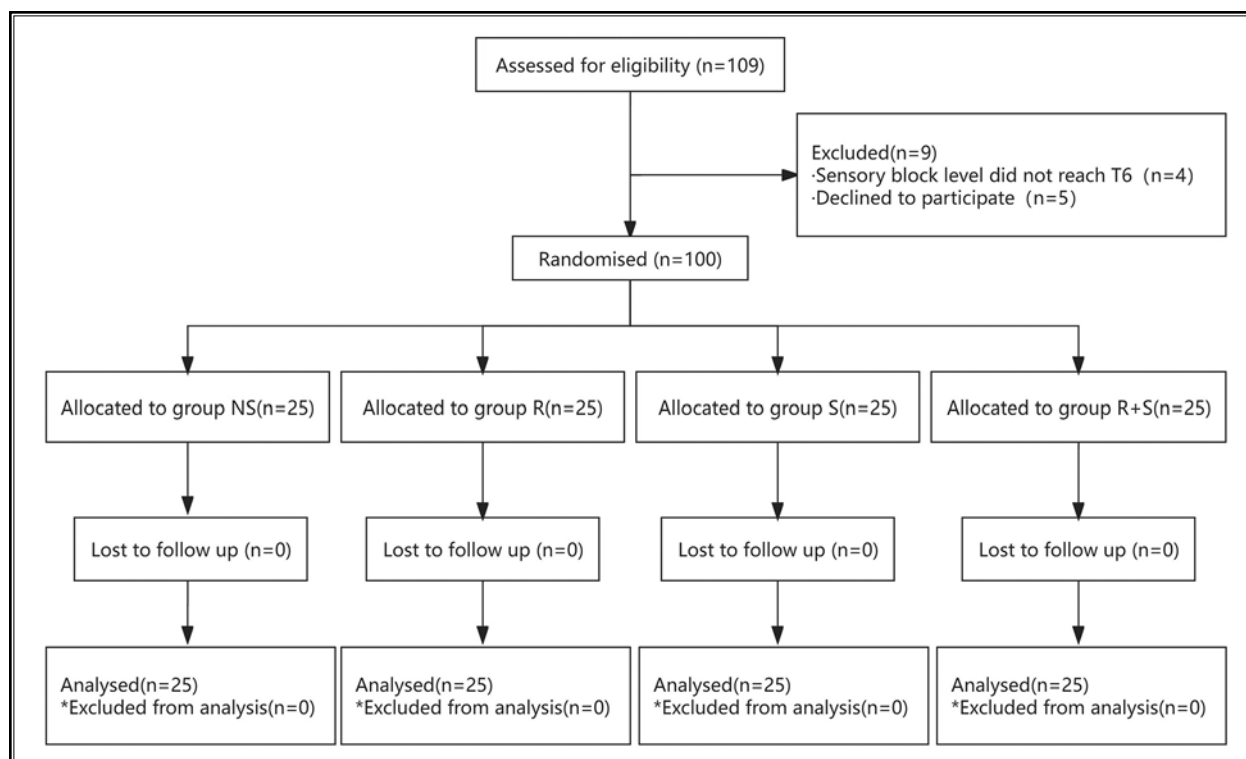 Assessed for eligibility (n=109)
Excluded(n=9)
·Sensory block level did not reach T6 (n=4)
·Declined to participate (n=5)
Randomised (n=100)
Allocated to group NS(n=25)
Allocated to group R(n=25)
Allocated to group S(n=25)
Allocated to group R+S(n=25)
Lost to follow up (n=0)
Lost to follow up (n=0)
Lost to follow up (n=0)
Lost to follow up (n=0)
Analysed(n=25)
*Excluded from analysis(n=0)
Analysed(n=25)
*Excluded from analysis(n=0)
Analysed(n=25)
*Excluded from analysis(n=0)
Analysed(n=25)
*Excluded from analysis(n=0)